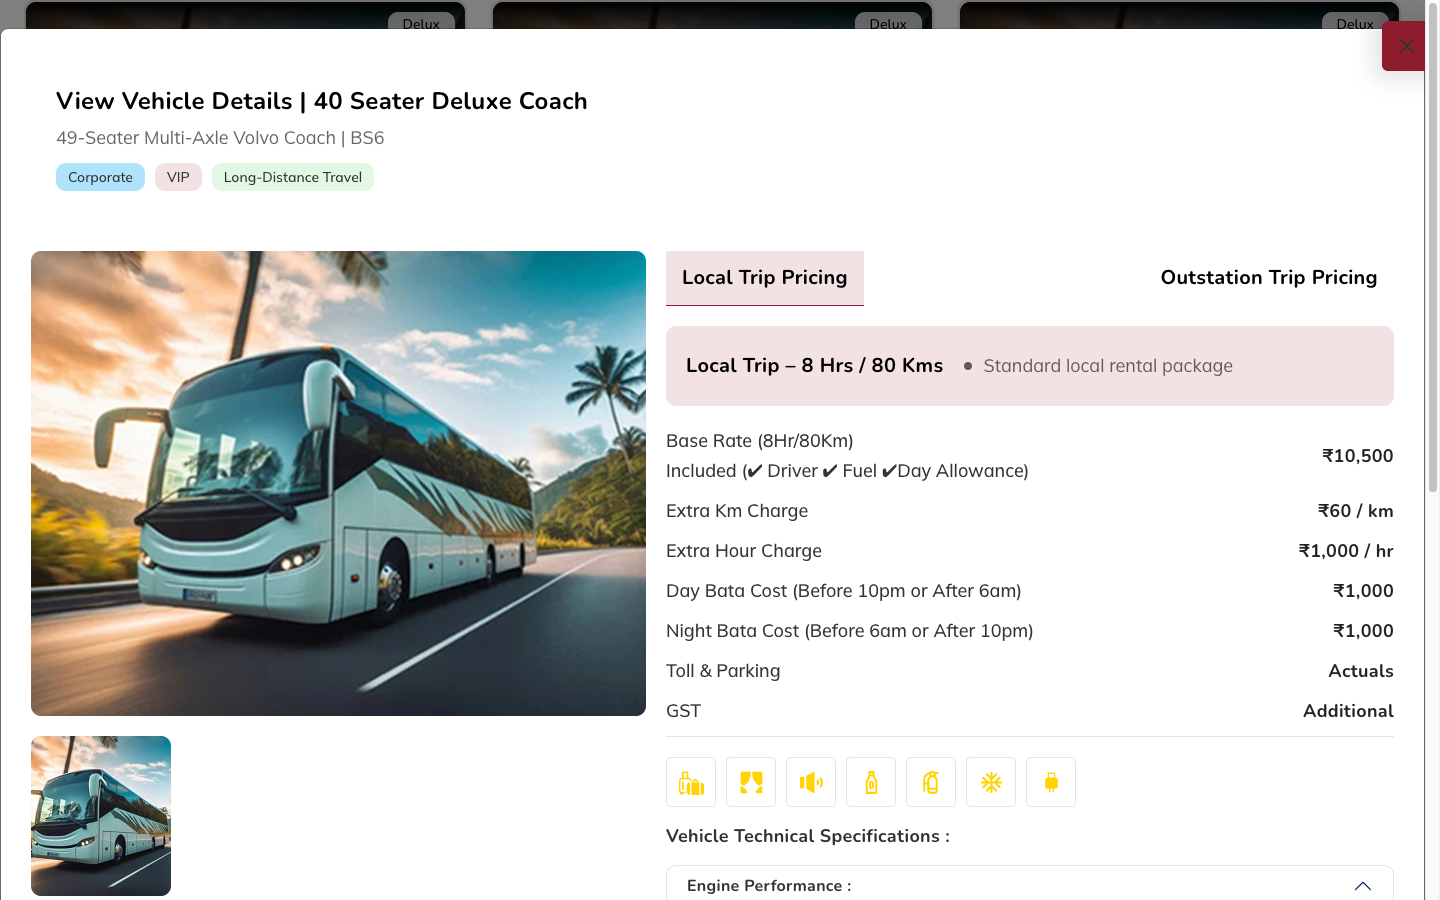 Delux
Delux
Delux
View Vehicle Details | 40 Seater Deluxe Coach
49-Seater Multi-Axle Volvo Coach | BS6
Corporate
VIP
Long-Distance Travel
Local Trip Pricing
Outstation Trip Pricing
Local Trip – 8 Hrs / 80 Kms
Standard local rental package
Base Rate (8Hr/80Km)
Included (✔ Driver ✔ Fuel ✔Day Allowance)
₹10,500
Extra Km Charge
₹60 / km
Extra Hour Charge
₹1,000 / hr
Day Bata Cost (Before 10pm or After 6am)
₹1,000
Night Bata Cost (Before 6am or After 10pm)
₹1,000
Toll & Parking
Actuals
GST
Additional
Vehicle Technical Specifications :
Engine Performance :